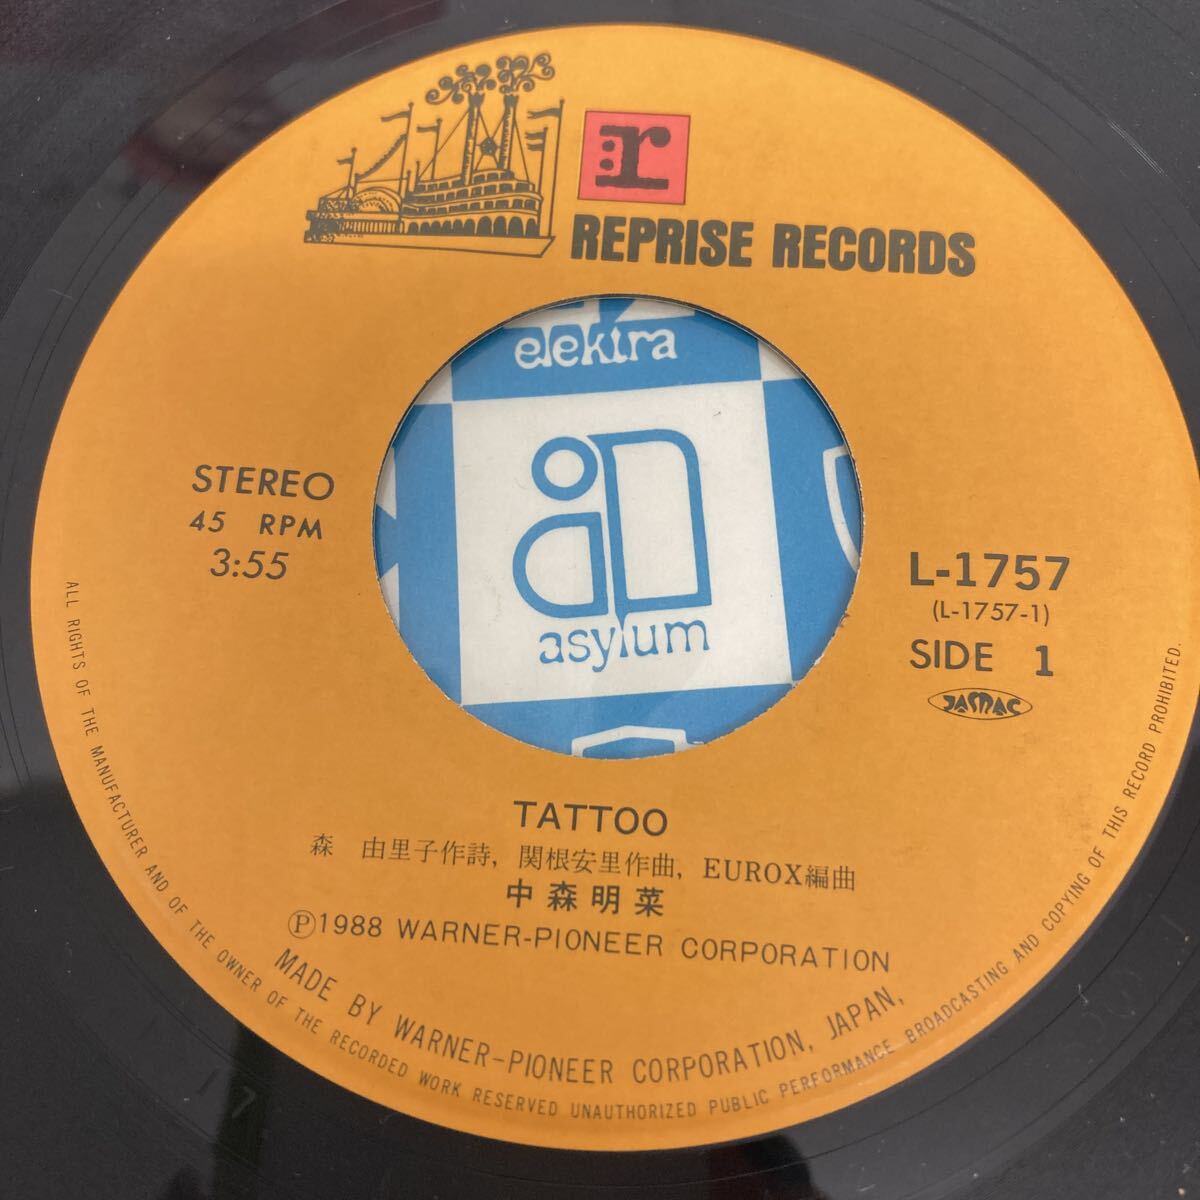 r
REPRISE RECORDS
elektra
asylum
STEREO
45 RPM
3:55
L-1757
(L-1757-1)
SIDE 1
JASRAC
TATTOO
森 由里子作詩, 関根安里作曲, EUROX編曲
中森明菜
Ⓟ1988 WARNER-PIONEER CORPORATION
MADE BY WARNER-PIONEER CORPORATION, JAPAN,
ALL RIGHTS OF THE MANUFACTURER AND OF THE OWNER OF THE RECORDED WORK RESERVED UNAUTHORIZED PUBLIC PERFORMANCE BROADCASTING AND COPYING OF THIS RECORD PROHIBITED.
17